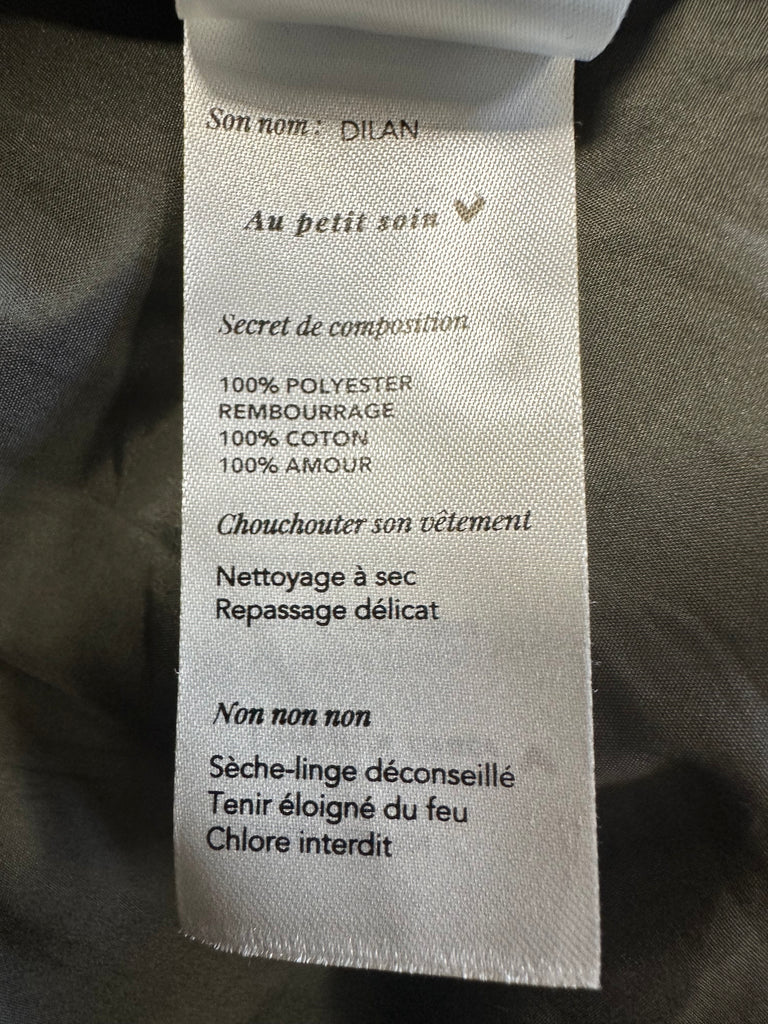 Son nom : DILAN
Au petit soin
Secret de composition
100% POLYESTER
REMBOURRAGE
100% COTON
100% AMOUR
Chouchouter son vêtement
Nettoyage à sec
Repassage délicat
Non non non
Sèche-linge déconseillé
Tenir éloigné du feu
Chlore interdit